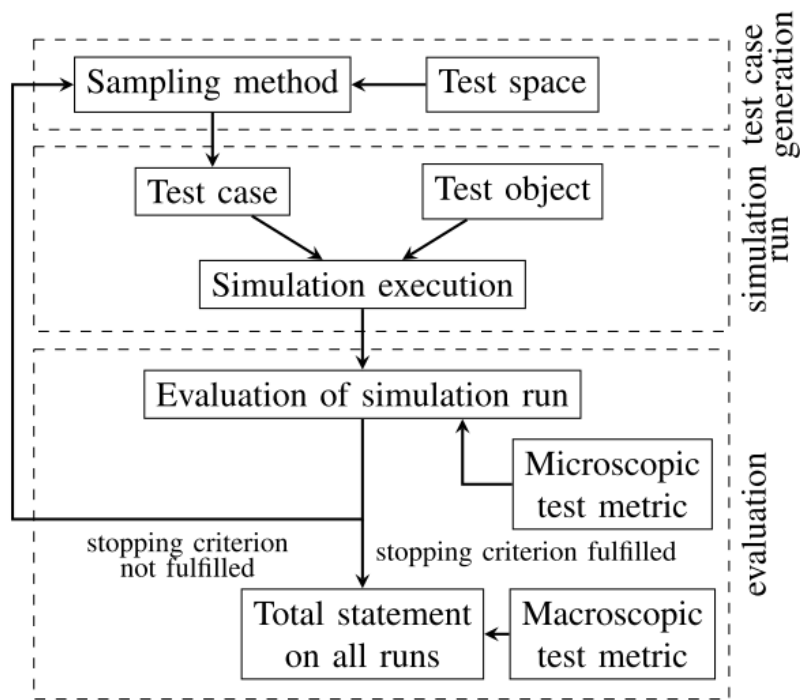 Sampling method
Test space
test case
generation
Test case
Test object
Simulation execution
simulation
run
Evaluation of simulation run
Microscopic
test metric
stopping criterion
not fulfilled
stopping criterion fulfilled
Total statement
on all runs
Macroscopic
test metric
evaluation